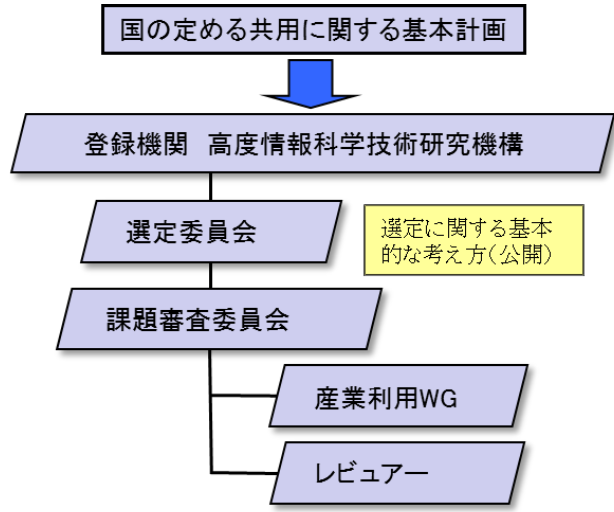 国の定める共用に関する基本計画
登録機関 高度情報科学技術研究機構
選定委員会
選定に関する基本
的な考え方(公開)
課題審査委員会
産業利用WG
レビュアー